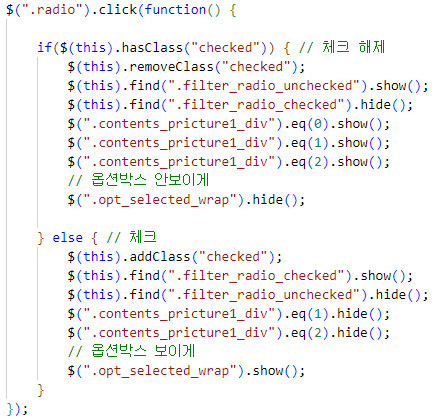 $(".radio").click(function() {
if($(this).hasClass("checked")) { // 체크 해제
$(this).removeClass("checked");
$(this).find(".filter_radio_unchecked").show();
$(this).find(".filter_radio_checked").hide();
$(".contents_pricture1_div").eq(0).show();
$(".contents_pricture1_div").eq(1).show();
$(".contents_pricture1_div").eq(2).show();
// 옵션박스 안보이게
$(".opt_selected_wrap").hide();
} else { // 체크
$(this).addClass("checked");
$(this).find(".filter_radio_checked").show();
$(this).find(".filter_radio_unchecked").hide();
$(".contents_pricture1_div").eq(1).hide();
$(".contents_pricture1_div").eq(2).hide();
// 옵션박스 보이게
$(".opt_selected_wrap").show();
}
});